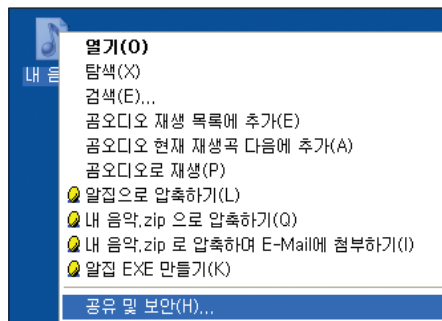 내 음
열기(O)
탐색(X)
검색(E)...
곰오디오 재생 목록에 추가(E)
곰오디오 현재 재생곡 다음에 추가(A)
곰오디오로 재생(P)
알집으로 압축하기(L)
내 음악.zip 으로 압축하기(Q)
내 음악.zip 로 압축하며 E-Mail에 첨부하기(I)
알집 EXE 만들기(K)
공유 및 보안(H)...